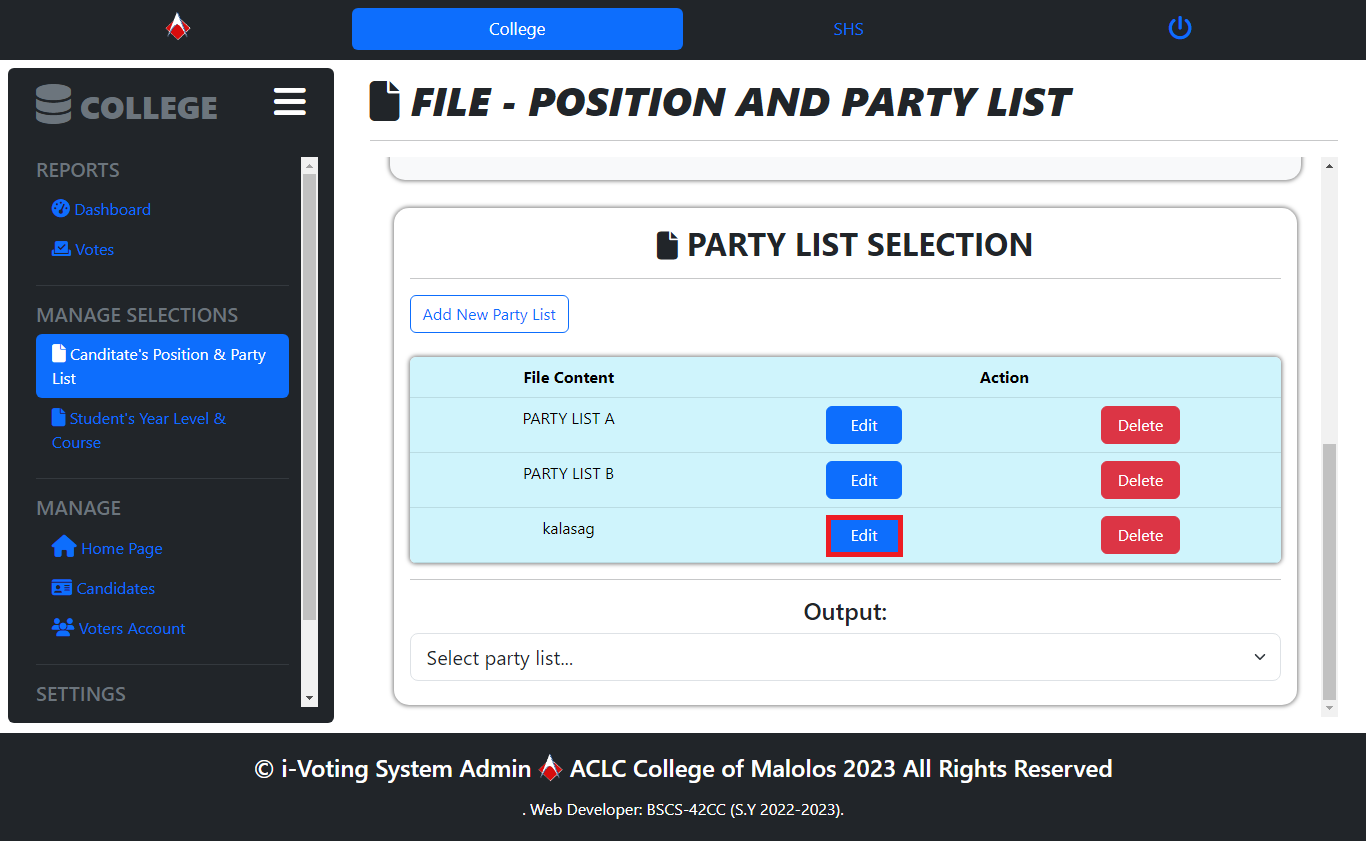 College
SHS
COLLEGE
REPORTS
Dashboard
Votes
MANAGE SELECTIONS
Canditate's Position & Party
List
Student's Year Level &
Course
MANAGE
Home Page
Candidates
Voters Account
SETTINGS
FILE - POSITION AND PARTY LIST
PARTY LIST SELECTION
Add New Party List
File Content Action
PARTY LIST A Edit Delete
PARTY LIST B Edit Delete
kalasag Edit Delete
Output:
Select party list...
© i-Voting System Admin ACLC College of Malolos 2023 All Rights Reserved
. Web Developer: BSCS-42CC (S.Y 2022-2023).